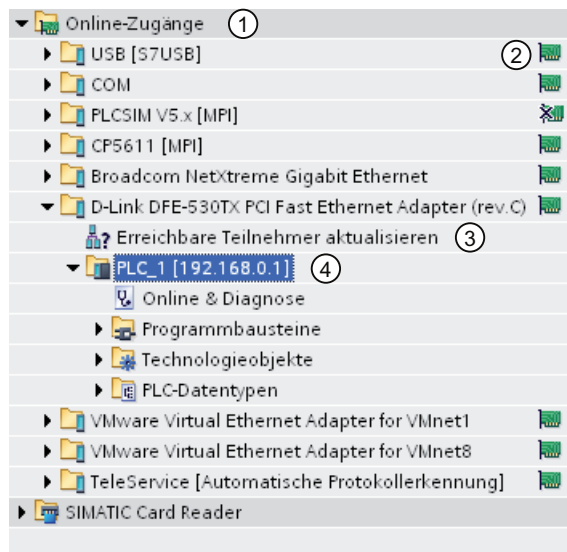 Online-Zugänge ①
USB [S7USB] ②
COM
PLCSIM V5.x [MPI]
CP5611 [MPI]
Broadcom NetXtreme Gigabit Ethernet
D-Link DFE-530TX PCI Fast Ethernet Adapter (rev.C)
Erreichbare Teilnehmer aktualisieren ③
PLC_1 [192.168.0.1] ④
Online & Diagnose
Programmbausteine
Technologieobjekte
PLC-Datentypen
VMware Virtual Ethernet Adapter for VMnet1
VMware Virtual Ethernet Adapter for VMnet8
TeleService [Automatische Protokollerkennung]
SIMATIC Card Reader